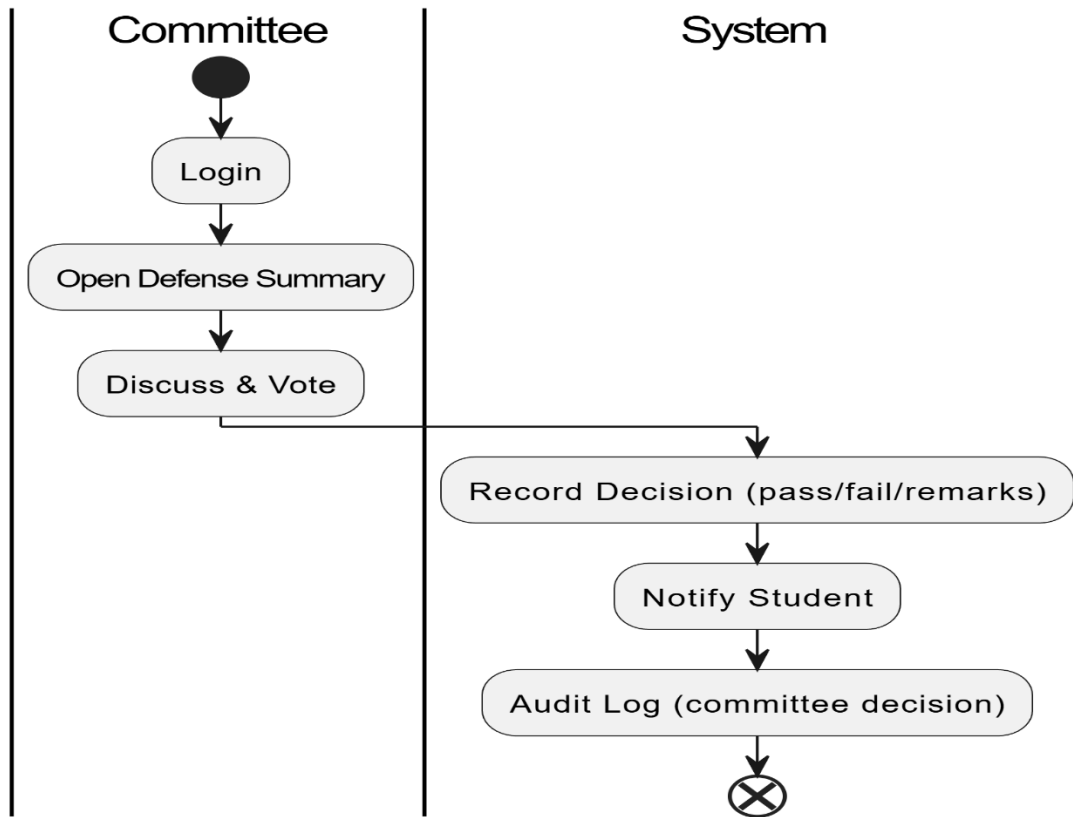 Committee
System
Login
Open Defense Summary
Discuss & Vote
Record Decision (pass/fail/remarks)
Notify Student
Audit Log (committee decision)